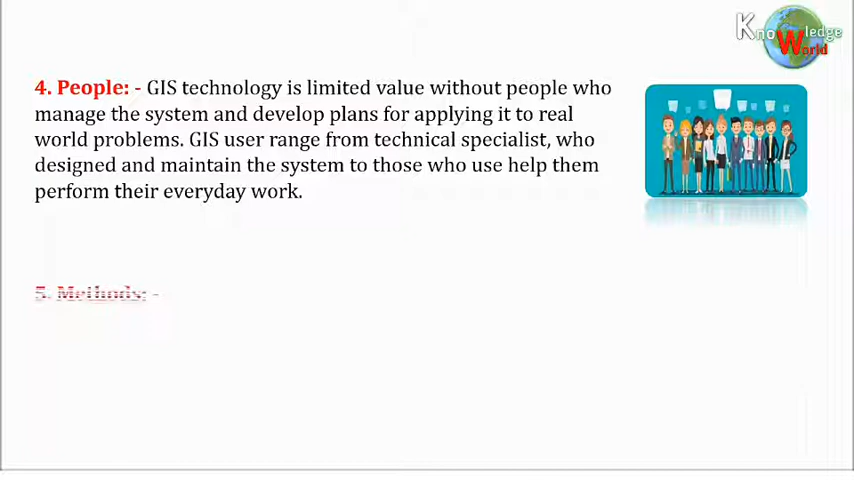 Knowledge
World
4. People: - GIS technology is limited value without people who
manage the system and develop plans for applying it to real
world problems. GIS user range from technical specialist, who
designed and maintain the system to those who use help them
perform their everyday work.
5. Methods: -